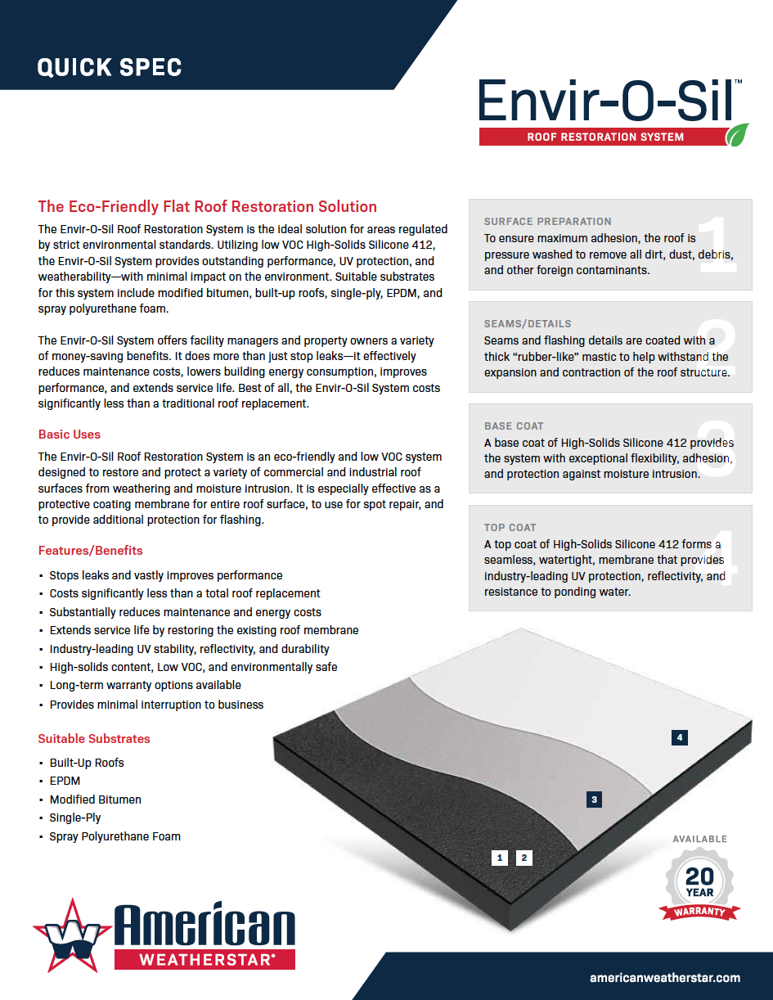 QUICK SPEC
Envir-O-Sil™
ROOF RESTORATION SYSTEM
The Eco-Friendly Flat Roof Restoration Solution
The Envir-O-Sil Roof Restoration System is the ideal solution for areas regulated
by strict environmental standards. Utilizing low VOC High-Solids Silicone 412,
the Envir-O-Sil System provides outstanding performance, UV protection, and
weatherability—with minimal impact on the environment. Suitable substrates
for this system include modified bitumen, built-up roofs, single-ply, EPDM, and
spray polyurethane foam.
The Envir-O-Sil System offers facility managers and property owners a variety
of money-saving benefits. It does more than just stop leaks—it effectively
reduces maintenance costs, lowers building energy consumption, improves
performance, and extends service life. Best of all, the Envir-O-Sil System costs
significantly less than a traditional roof replacement.
Basic Uses
The Envir-O-Sil Roof Restoration System is an eco-friendly and low VOC system
designed to restore and protect a variety of commercial and industrial roof
surfaces from weathering and moisture intrusion. It is especially effective as a
protective coating membrane for entire roof surface, to use for spot repair, and
to provide additional protection for flashing.
Features/Benefits
▪ Stops leaks and vastly improves performance
▪ Costs significantly less than a total roof replacement
▪ Substantially reduces maintenance and energy costs
▪ Extends service life by restoring the existing roof membrane
▪ Industry-leading UV stability, reflectivity, and durability
▪ High-solids content, Low VOC, and environmentally safe
▪ Long-term warranty options available
▪ Provides minimal interruption to business
Suitable Substrates
▪ Built-Up Roofs
▪ EPDM
▪ Modified Bitumen
▪ Single-Ply
▪ Spray Polyurethane Foam
1
SURFACE PREPARATION
To ensure maximum adhesion, the roof is
pressure washed to remove all dirt, dust, debris,
and other foreign contaminants.
2
SEAMS/DETAILS
Seams and flashing details are coated with a
thick “rubber-like” mastic to help withstand the
expansion and contraction of the roof structure.
3
BASE COAT
A base coat of High-Solids Silicone 412 provides
the system with exceptional flexibility, adhesion,
and protection against moisture intrusion.
4
TOP COAT
A top coat of High-Solids Silicone 412 forms a
seamless, watertight, membrane that provides
industry-leading UV protection, reflectivity, and
resistance to ponding water.
4
3
1 2
AVAILABLE
20
YEAR
WARRANTY
W
American
WEATHERSTAR®
americanweatherstar.com